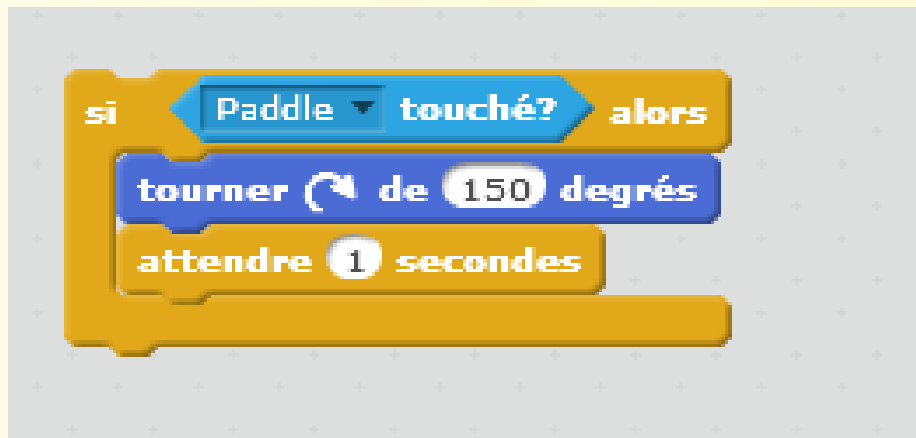 si Paddle touché? alors
tourner de 150 degrés
attendre 1 secondes